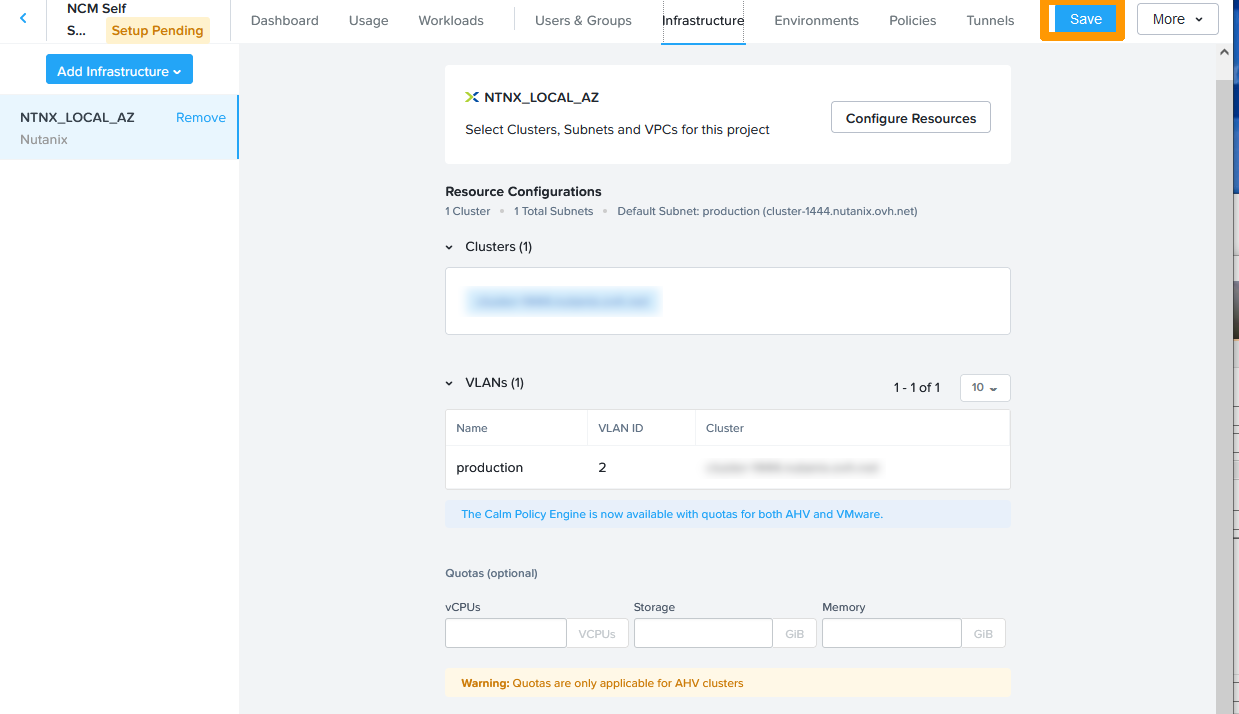 NCM Self
S... Setup Pending
Dashboard Usage Workloads Users & Groups Infrastructure Environments Policies Tunnels Save More
Add Infrastructure
NTNX_LOCAL_AZ Remove
Nutanix
NTNX_LOCAL_AZ
Select Clusters, Subnets and VPCs for this project
Configure Resources
Resource Configurations
1 Cluster • 1 Total Subnets • Default Subnet: production (cluster-1444.nutanix.ovh.net)
Clusters (1)
VLANs (1) 1 - 1 of 1 10
Name VLAN ID Cluster
production 2
The Calm Policy Engine is now available with quotas for both AHV and VMware.
Quotas (optional)
vCPUs Storage Memory
VCPUs GiB GiB
Warning: Quotas are only applicable for AHV clusters